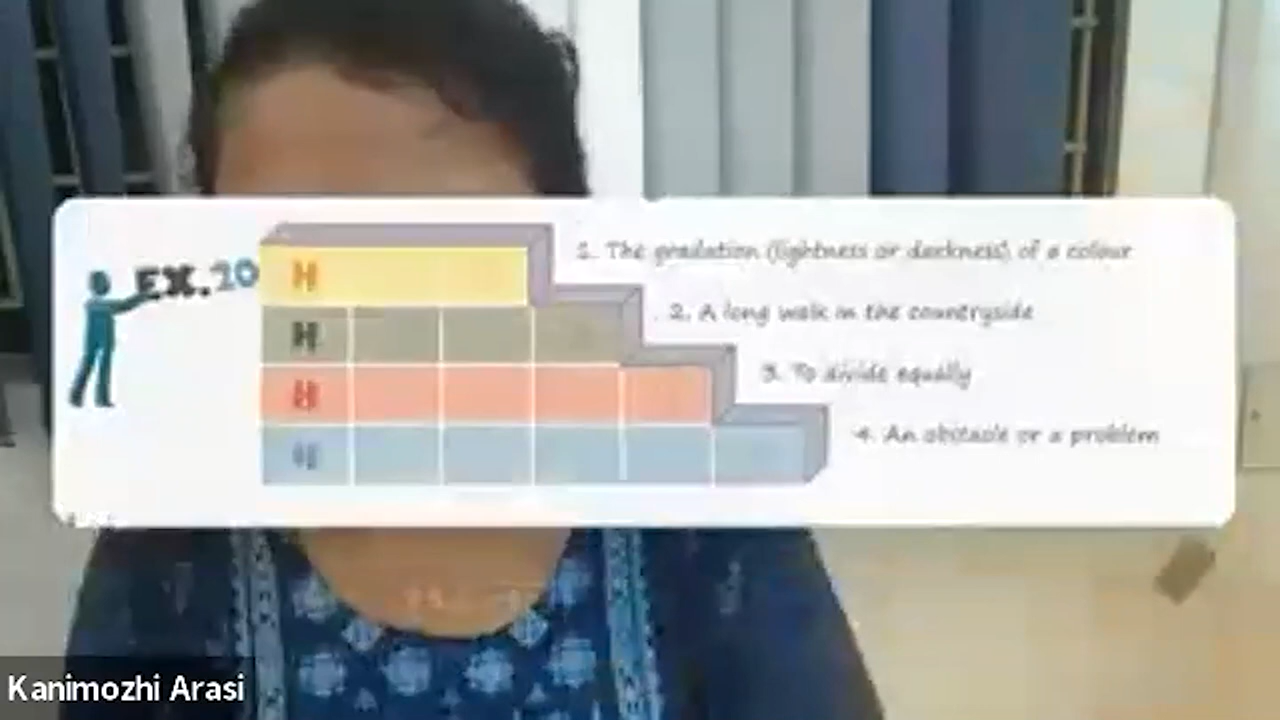 EX.20
H
1. The gradation (lightness or darkness) of a colour
H
2. A long walk in the countryside
H
3. To divide equally
H
4. An obstacle or a problem
Kanimozhi Arasi